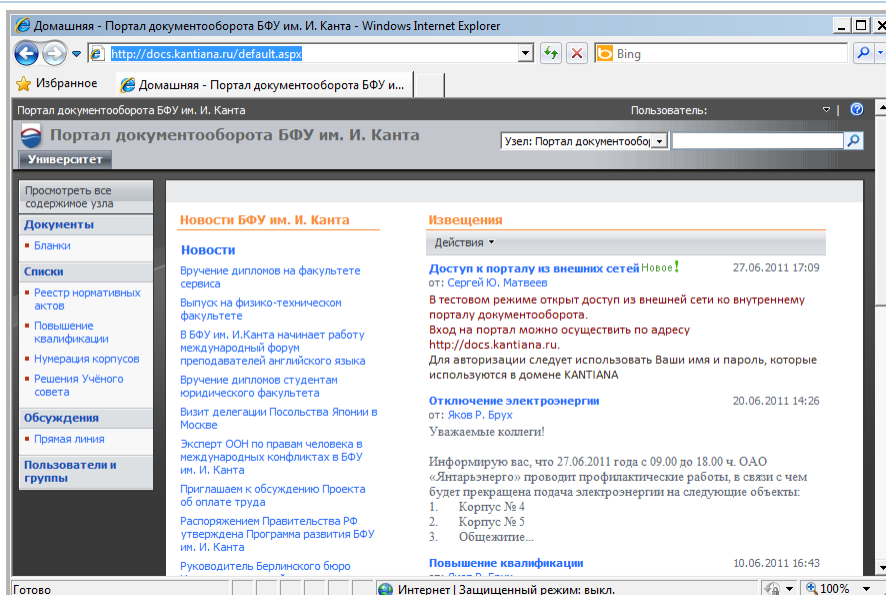 Домашняя - Портал документооборота БФУ им. И. Канта - Windows Internet Explorer
http://docs.kantiana.ru/default.aspx
Bing
Избранное
Домашняя - Портал документооборота БФУ и...
Портал документооборота БФУ им. И. Канта
Пользователь:
Портал документооборота БФУ им. И. Канта
Узел: Портал документообо
Университет
Просмотреть все
содержимое узла
Документы
Бланки
Списки
Реестр нормативных
актов
Повышение
квалификации
Нумерация корпусов
Решения Учёного
совета
Обсуждения
Прямая линия
Пользователи и
группы
Новости БФУ им. И. Канта
Новости
Вручение дипломов на факультете
сервиса
Выпуск на физико-техническом
факультете
В БФУ им. И.Канта начинает работу
международный форум
преподавателей английского языка
Вручение дипломов студентам
юридического факультета
Визит делегации Посольства Японии в
Москве
Эксперт ООН по правам человека в
международных конфликтах в БФУ
им. И. Канта
Приглашаем к обсуждению Проекта
об оплате труда
Распоряжением Правительства РФ
утверждена Программа развития БФУ
им. И. Канта
Руководитель Берлинского бюро
Извещения
Действия
Доступ к порталу из внешних сетей Новое! 27.06.2011 17:09
от: Сергей Ю. Матвеев
В тестовом режиме открыт доступ из внешней сети ко внутреннему
порталу документооборота.
Вход на портал можно осуществить по адресу
http://docs.kantiana.ru.
Для авторизации следует использовать Ваши имя и пароль, которые
используются в домене KANTIANA
Отключение электроэнергии 20.06.2011 14:26
от: Яков Р. Брух
Уважаемые коллеги!
Информирую вас, что 27.06.2011 года с 09.00 до 18.00 ч. ОАО
«Янтарьэнерго» проводит профилактические работы, в связи с чем
будет прекращена подача электроэнергии на следующие объекты:
1. Корпус № 4
2. Корпус № 5
3. Общежитие...
Повышение квалификации 10.06.2011 16:43
Готово
Интернет | Защищенный режим: выкл.
100%